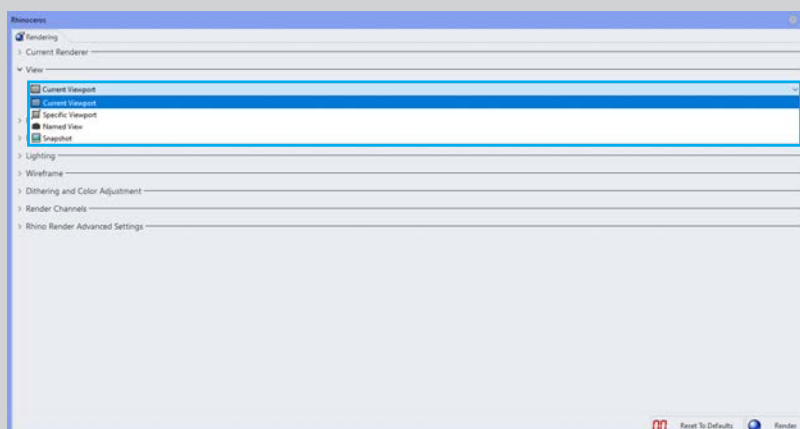 Rhinoceros
Rendering
Current Renderer
View
Current Viewport
Current Viewport
Specific Viewport
Named View
Snapshot
Lighting
Wireframe
Dithering and Color Adjustment
Render Channels
Rhino Render Advanced Settings
Reset To Defaults
Render